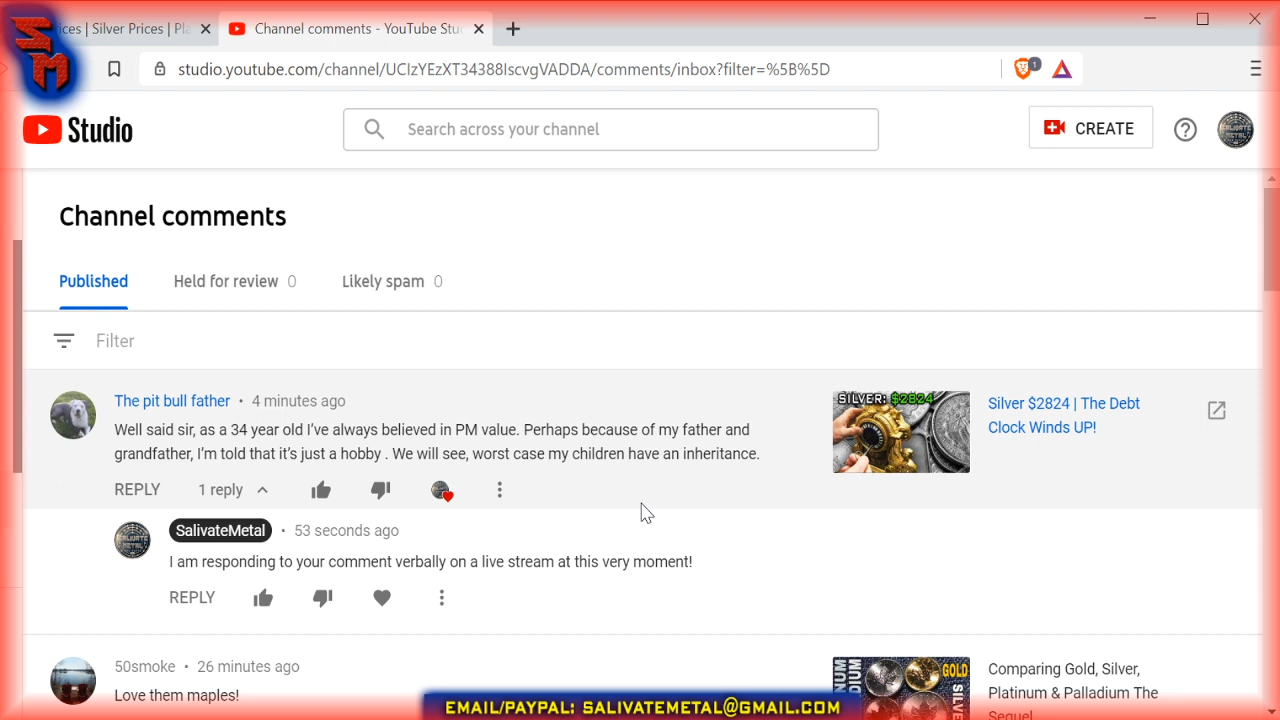 SM
ices | Silver Prices | Pla
Channel comments - YouTube Stu
studio.youtube.com/channel/UCIzYEzXT34388IscvgVADDA/comments/inbox?filter=%5B%5D
1
Studio
Search across your channel
CREATE
SALIVATE
METAL
Channel comments
Published
Held for review 0
Likely spam 0
Filter
The pit bull father • 4 minutes ago
Well said sir, as a 34 year old I've always believed in PM value. Perhaps because of my father and
grandfather, I'm told that it's just a hobby . We will see, worst case my children have an inheritance.
REPLY
1 reply
SILVER: $2824
Silver $2824 | The Debt
Clock Winds UP!
SalivateMetal • 53 seconds ago
I am responding to your comment verbally on a live stream at this very moment!
REPLY
50smoke • 26 minutes ago
Love them maples!
GOLD
Comparing Gold, Silver,
Platinum & Palladium The
Sequel
EMAIL/PAYPAL: SALIVATEMETAL@GMAIL.COM